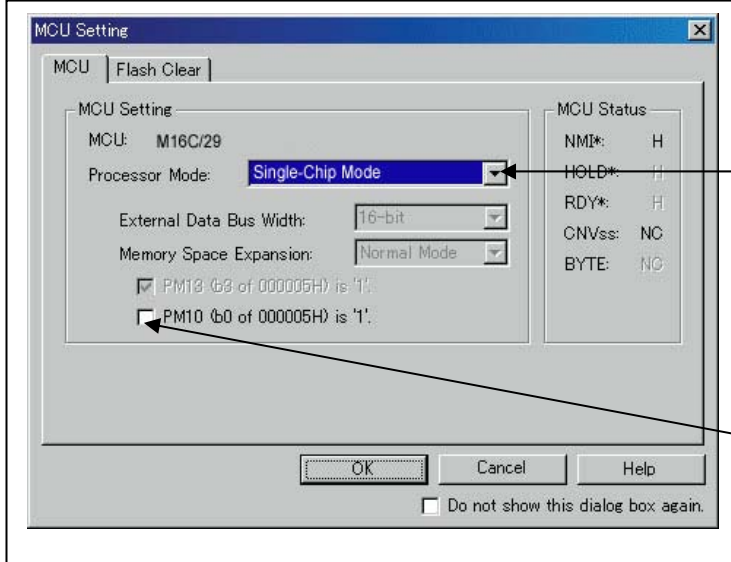 MCU Setting
MCU
Flash Clear
MCU Setting
MCU: M16C/29
Processor Mode: Single-Chip Mode
External Data Bus Width: 16-bit
Memory Space Expansion: Normal Mode
PM13 (b3 of 000005H) is '1'.
PM10 (b0 of 000005H) is '1'.
MCU Status
NMI*: H
HOLD*: H
RDY*: H
CNVss: NC
BYTE: NC
OK
Cancel
Help
Do not show this dialog box again.